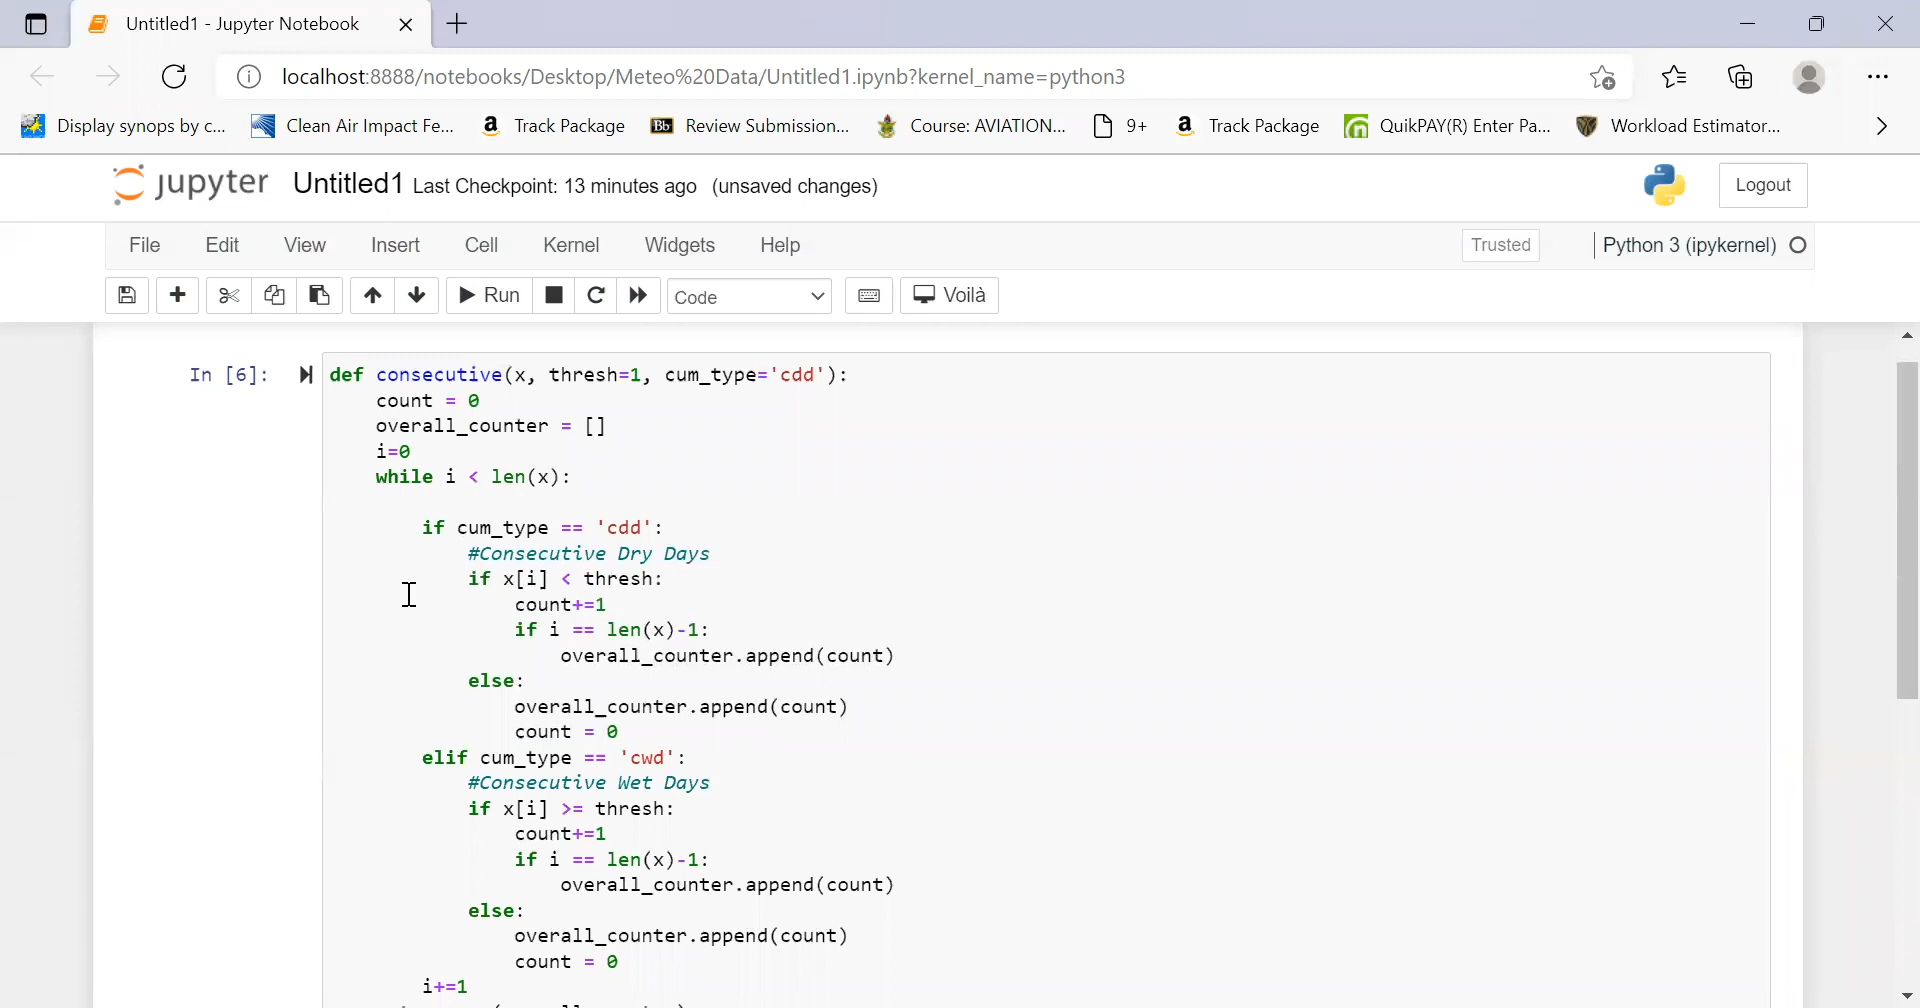 Untitled1 - Jupyter Notebook
localhost:8888/notebooks/Desktop/Meteo%20Data/Untitled1.ipynb?kernel_name=python3
Display synops by c... Clean Air Impact Fe... Track Package Bb Review Submission... Course: AVIATION... 9+ Track Package QuikPAY(R) Enter Pa... Workload Estimator...
jupyter Untitled1 Last Checkpoint: 13 minutes ago (unsaved changes) Logout
File Edit View Insert Cell Kernel Widgets Help Trusted Python 3 (ipykernel)
Run Code Voilà
In [6]: def consecutive(x, thresh=1, cum_type='cdd'):
count = 0
overall_counter = []
i=0
while i < len(x):
if cum_type == 'cdd':
#Consecutive Dry Days
if x[i] < thresh:
count+=1
if i == len(x)-1:
overall_counter.append(count)
else:
overall_counter.append(count)
count = 0
elif cum_type == 'cwd':
#Consecutive Wet Days
if x[i] >= thresh:
count+=1
if i == len(x)-1:
overall_counter.append(count)
else:
overall_counter.append(count)
count = 0
i+=1